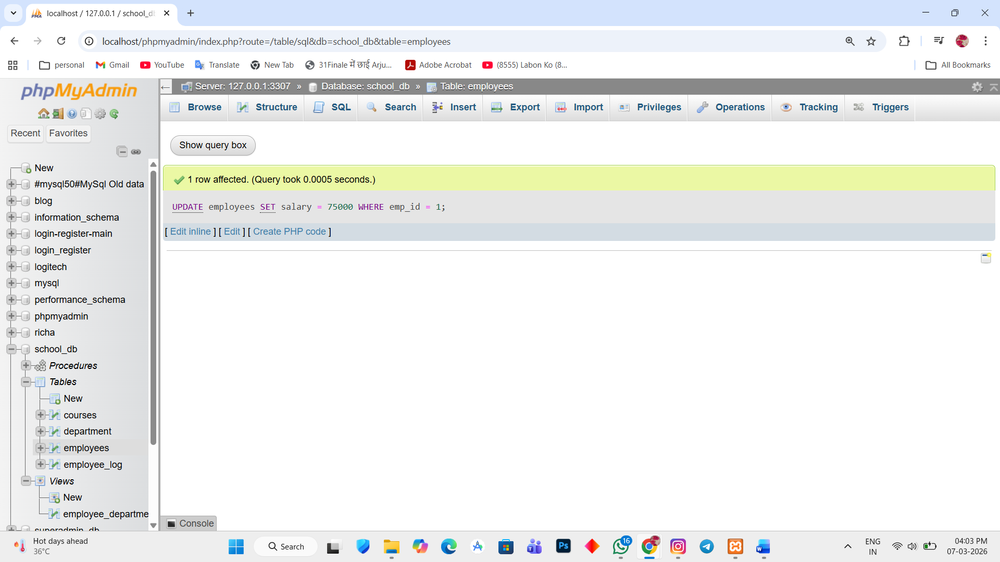 localhost / 127.0.0.1 / school_db
localhost/phpmyadmin/index.php?route=/table/sql&db=school_db&table=employees
personal
Gmail
YouTube
Translate
New Tab
31Finale में छाई Arju...
Adobe Acrobat
(8555) Labon Ko (8...
All Bookmarks
phpMyAdmin
Recent
Favorites
New
#mysql50#MySql Old data
blog
information_schema
login-register-main
login_register
logitech
mysql
performance_schema
phpmyadmin
richa
school_db
Procedures
Tables
New
courses
department
employees
employee_log
Views
New
employee_departme
superadmin_db
Server: 127.0.0.1:3307 » Database: school_db » Table: employees
Browse
Structure
SQL
Search
Insert
Export
Import
Privileges
Operations
Tracking
Triggers
Show query box
1 row affected. (Query took 0.0005 seconds.)
UPDATE employees SET salary = 75000 WHERE emp_id = 1;
[ Edit inline ] [ Edit ] [ Create PHP code ]
Console
Hot days ahead
36°C
Search
Ps
16
ENG
IN
04:03 PM
07-03-2026